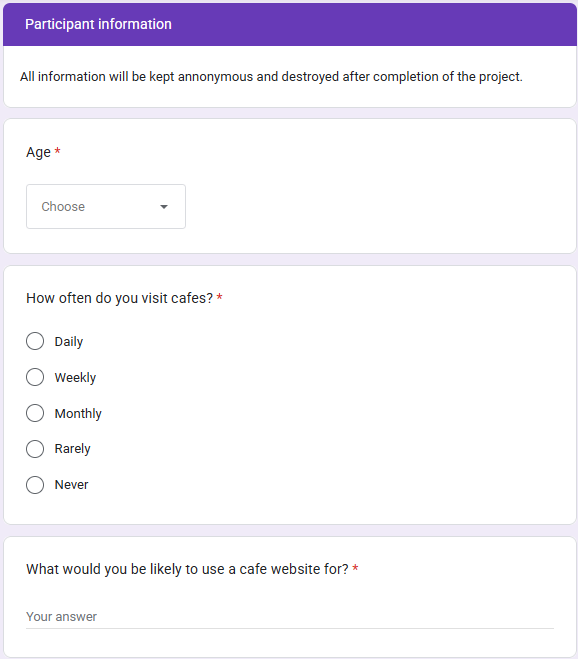 Participant information
All information will be kept annonymous and destroyed after completion of the project.
Age *
Choose
How often do you visit cafes? *
Daily
Weekly
Monthly
Rarely
Never
What would you be likely to use a cafe website for? *
Your answer